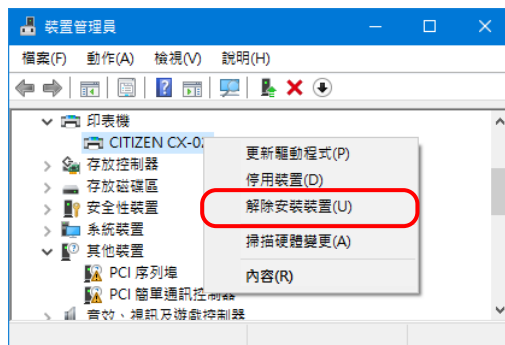 裝置管理員
檔案(F) 動作(A) 檢視(V) 說明(H)
印表機
CITIZEN CX-02
存放控制器
存放磁碟區
安全性裝置
系統裝置
其他裝置
PCI 序列埠
PCI 簡單通訊控制器
音效、視訊及遊戲控制器
更新驅動程式(P)
停用裝置(D)
解除安裝裝置(U)
掃描硬體變更(A)
內容(R)